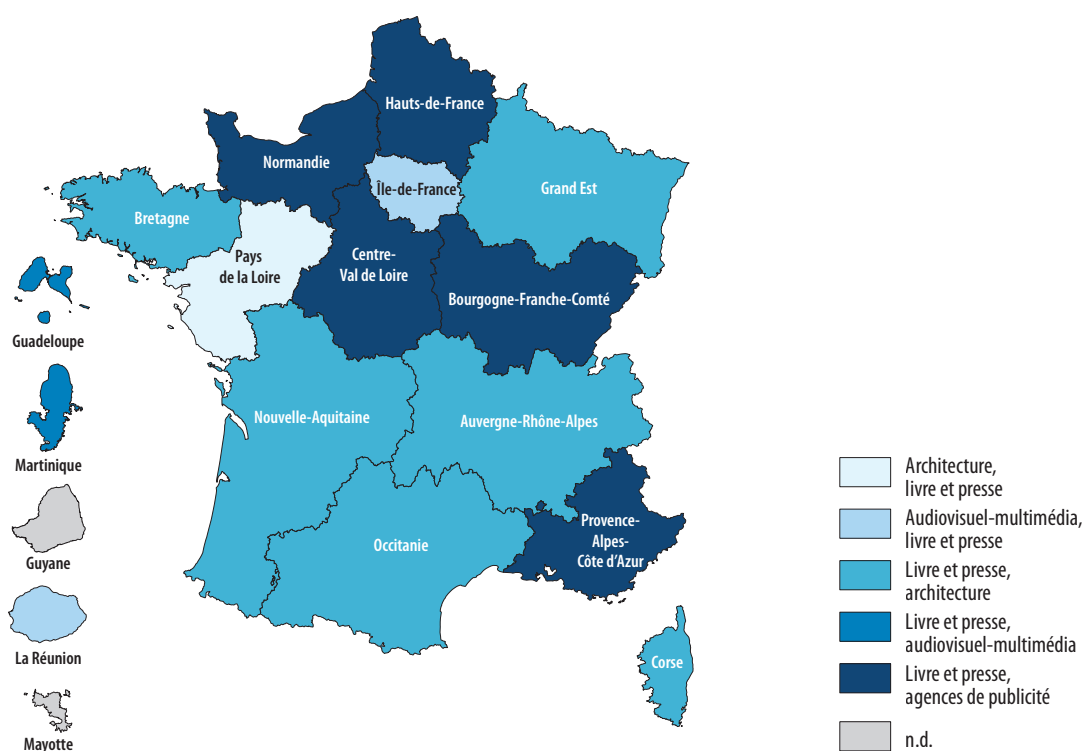 Hauts-de-France
Normandie
Île-de-France
Grand Est
Bretagne
Pays
de la Loire
Centre-
Val de Loire
Bourgogne-Franche-Comté
Guadeloupe
Nouvelle-Aquitaine
Auvergne-Rhône-Alpes
Martinique
Provence-
Alpes-
Côte d'Azur
Occitanie
Guyane
La Réunion
Corse
Mayotte
Architecture,
livre et presse
Audiovisuel-multimédia,
livre et presse
Livre et presse,
architecture
Livre et presse,
audiovisuel-multimédia
Livre et presse,
agences de publicité
n.d.